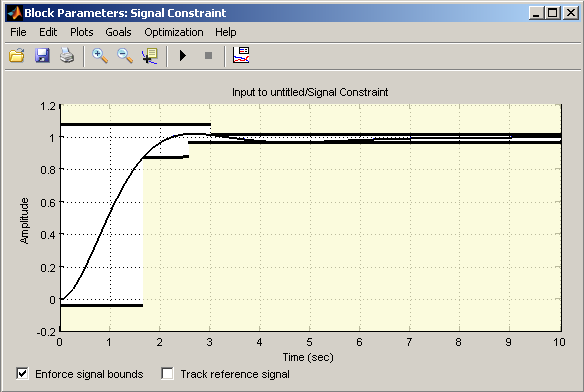 Block Parameters: Signal Constraint
File Edit Plots Goals Optimization Help
Input to untitled/Signal Constraint
1.2
1
0.8
0.6
0.4
0.2
0
-0.2
Amplitude
0 1 2 3 4 5 6 7 8 9 10
Time (sec)
Enforce signal bounds Track reference signal